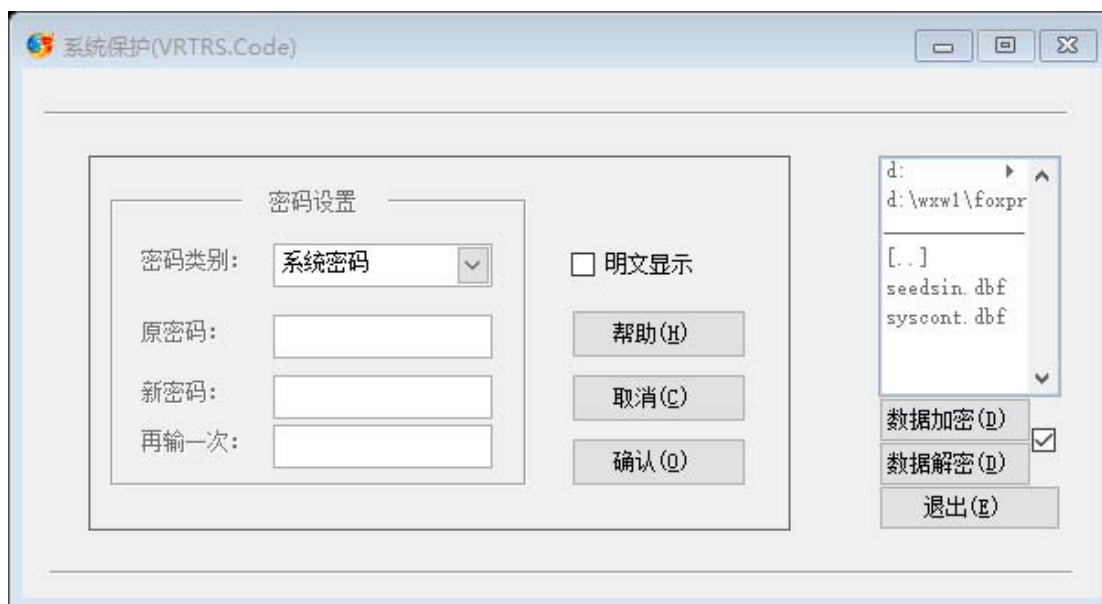 系统保护(VRTRS.Code)
密码设置
密码类别:
系统密码
原密码:
新密码:
再输一次:
明文显示
帮助(H)
取消(C)
确认(O)
d:
d:\wxw1\foxpr
[..]
seedsin.dbf
syscont.dbf
数据加密(D)
数据解密(D)
退出(E)